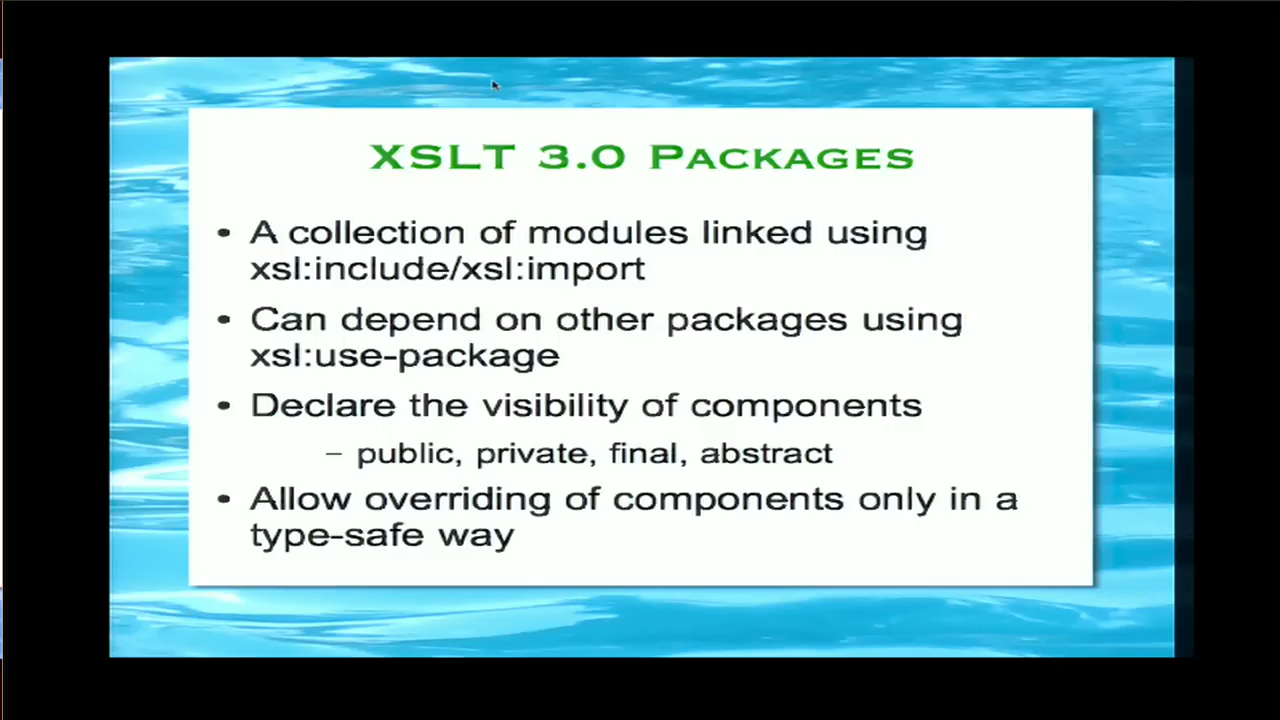 XSLT 3.0 Packages
• A collection of modules linked using
xsl:include/xsl:import
• Can depend on other packages using
xsl:use-package
• Declare the visibility of components
– public, private, final, abstract
• Allow overriding of components only in a
type-safe way